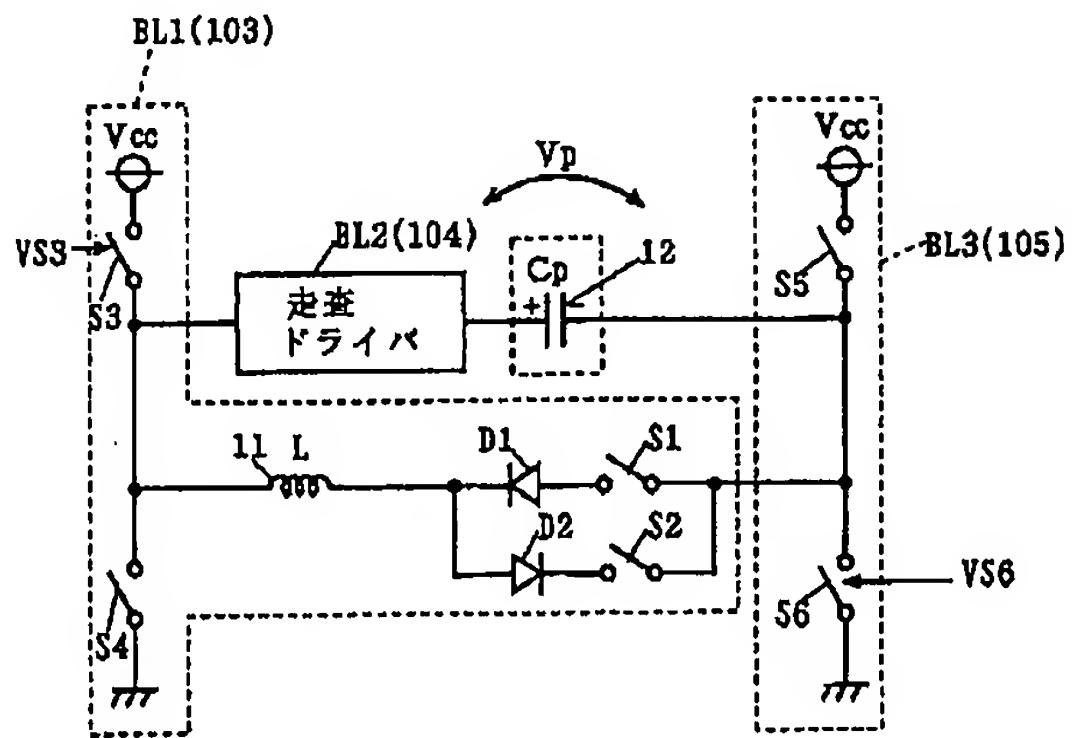 BL1(103)
Vcc
Vcc
Vp
VS3
S3
BL2(104)
走査
ドライバ
Cp
+
12
S5
BL3(105)
11 L
D1
S1
D2
S2
S4
S6
VS6